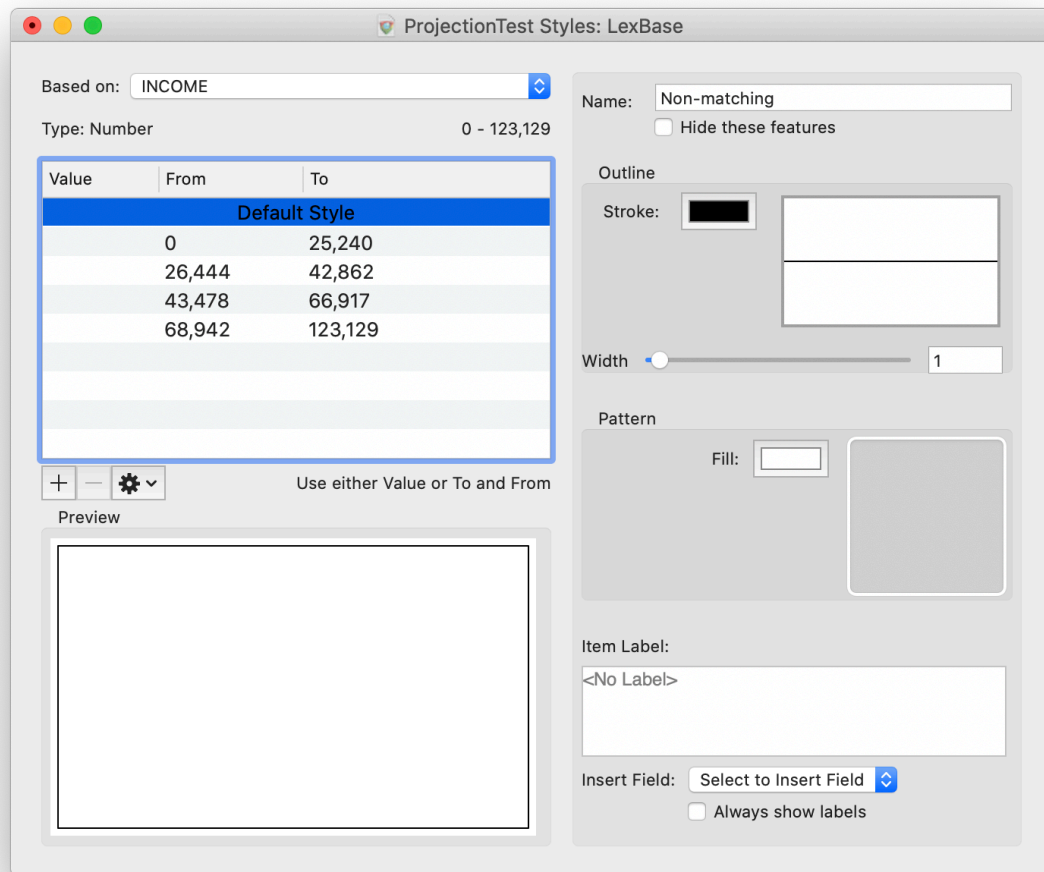 ProjectionTest Styles: LexBase
Based on: INCOME
Type: Number 0 - 123,129
Value From To
Default Style
0 25,240
26,444 42,862
43,478 66,917
68,942 123,129
Use either Value or To and From
Preview
Name: Non-matching
Hide these features
Outline
Stroke:
Width 1
Pattern
Fill:
Item Label:
<No Label>
Insert Field: Select to Insert Field
Always show labels